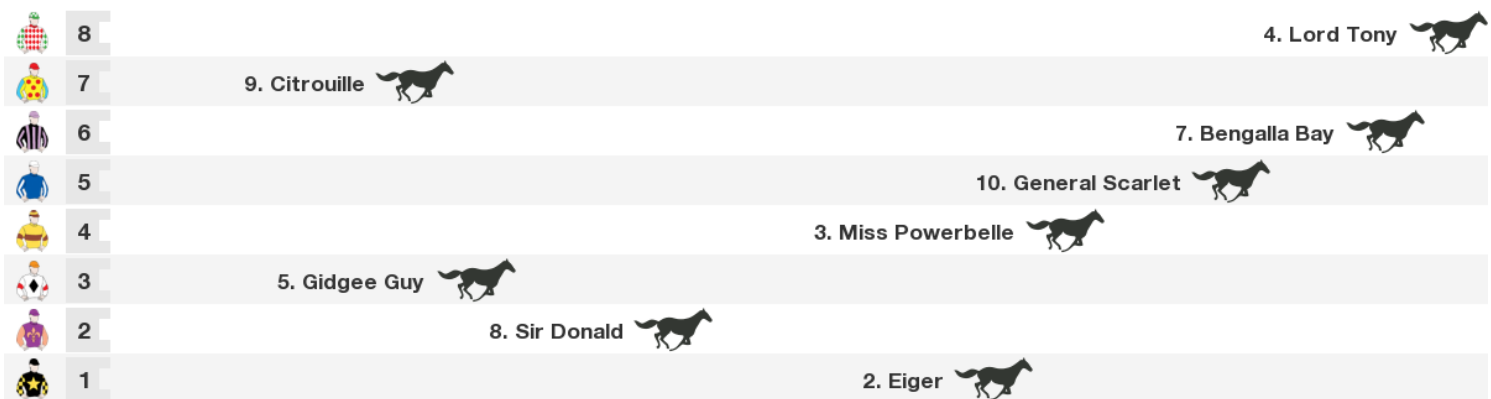 8 4. Lord Tony
7 9. Citrouille
6 7. Bengalla Bay
5 10. General Scarlet
4 3. Miss Powerbelle
3 5. Gidgee Guy
2 8. Sir Donald
1 2. Eiger